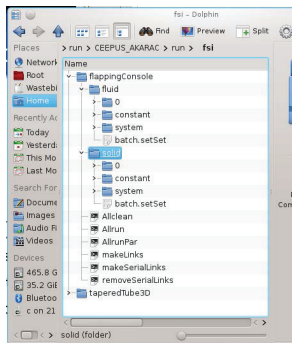 fsi – Dolphin
Find Preview Split
Places > run > CEEPUS_AKARAC > run > fsi
Network
Root
Wastebi
Home
Recently Ac
Today
Yesterda
This Mo
Last Mo
Search For
Docume
Images
Audio Fi
Videos
Devices
465.8 G
35.2 GiE
Bluetoo
c on 21
Name
flappingConsole
fluid
0
constant
system
batch.setSet
solid
0
constant
system
batch.setSet
Allclean
Allrun
AllrunPar
makeLinks
makeSerialLinks
removeSerialLinks
taperedTube3D
Com
solid (folder)